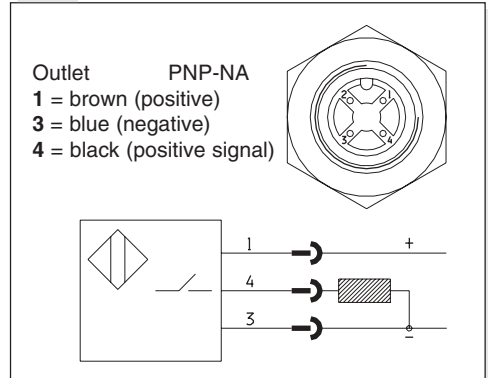 Outlet PNP-NA
1 = brown (positive)
3 = blue (negative)
4 = black (positive signal)
2 1
3 4
1 +
4
3 -